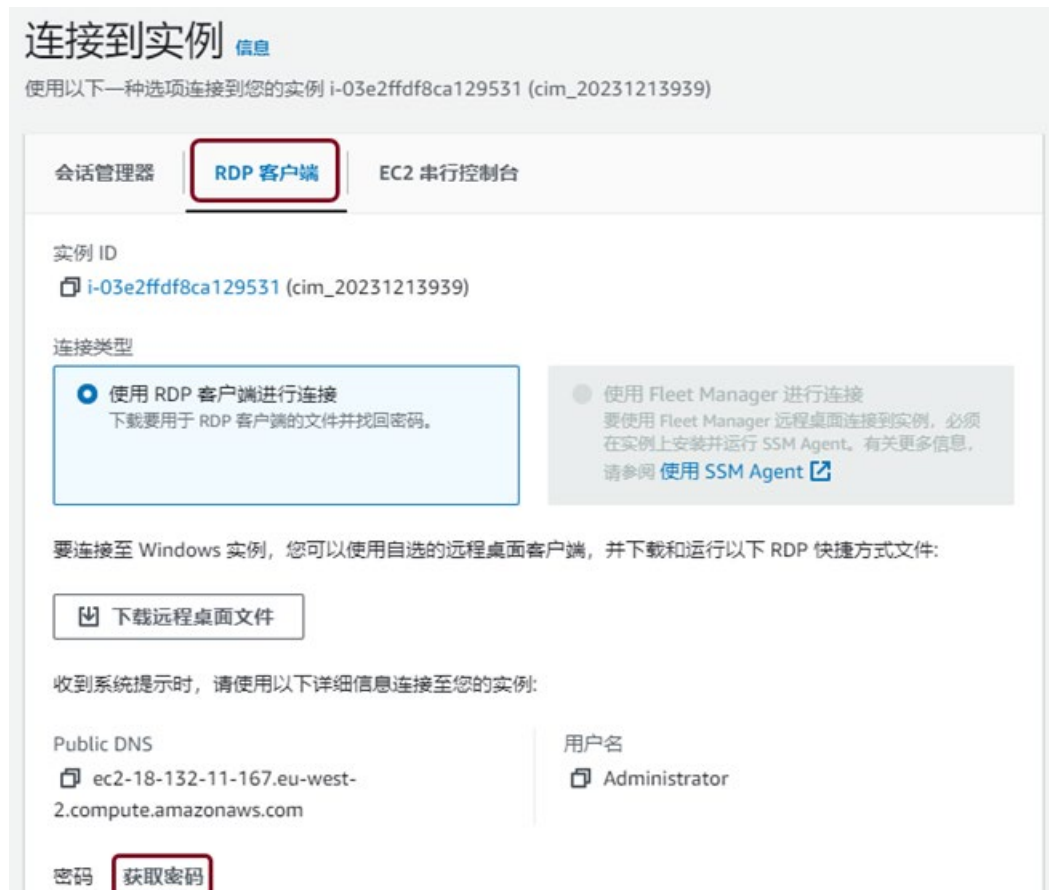 连接到实例 信息
使用以下一种选项连接到您的实例 i-03e2ffdf8ca129531 (cim_20231213939)
会话管理器 RDP 客户端 EC2 串行控制台
实例 ID
i-03e2ffdf8ca129531 (cim_20231213939)
连接类型
使用 RDP 客户端进行连接
下载要用于 RDP 客户端的文件并找回密码。
使用 Fleet Manager 进行连接
要使用 Fleet Manager 远程桌面连接到实例，必须
在实例上安装并运行 SSM Agent。有关更多信息，
请参阅 使用 SSM Agent
要连接至 Windows 实例，您可以使用自选的远程桌面客户端，并下载和运行以下 RDP 快捷方式文件:
下载远程桌面文件
收到系统提示时，请使用以下详细信息连接至您的实例:
Public DNS
ec2-18-132-11-167.eu-west-
2.compute.amazonaws.com
用户名
Administrator
密码 获取密码